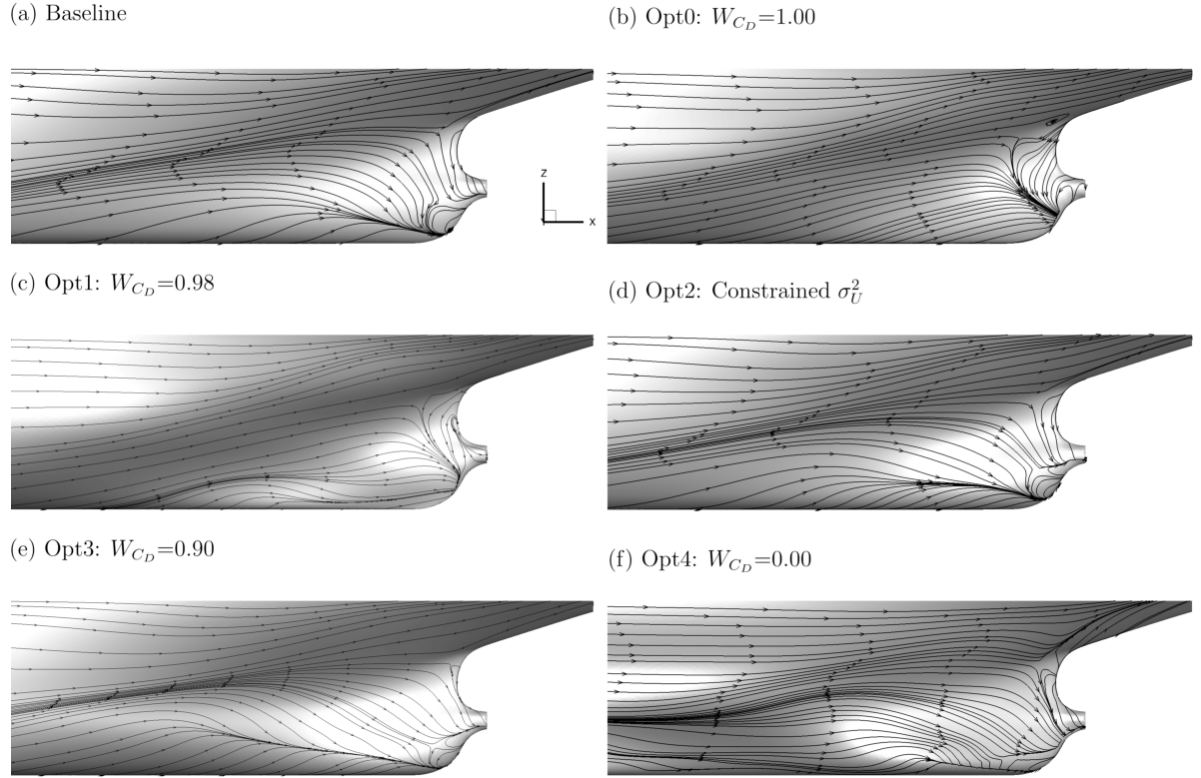 (a) Baseline
(b) Opt0: $W_{C_D}$=1.00
z
x
(c) Opt1: $W_{C_D}$=0.98
(d) Opt2: Constrained $\sigma_U^2$
(e) Opt3: $W_{C_D}$=0.90
(f) Opt4: $W_{C_D}$=0.00